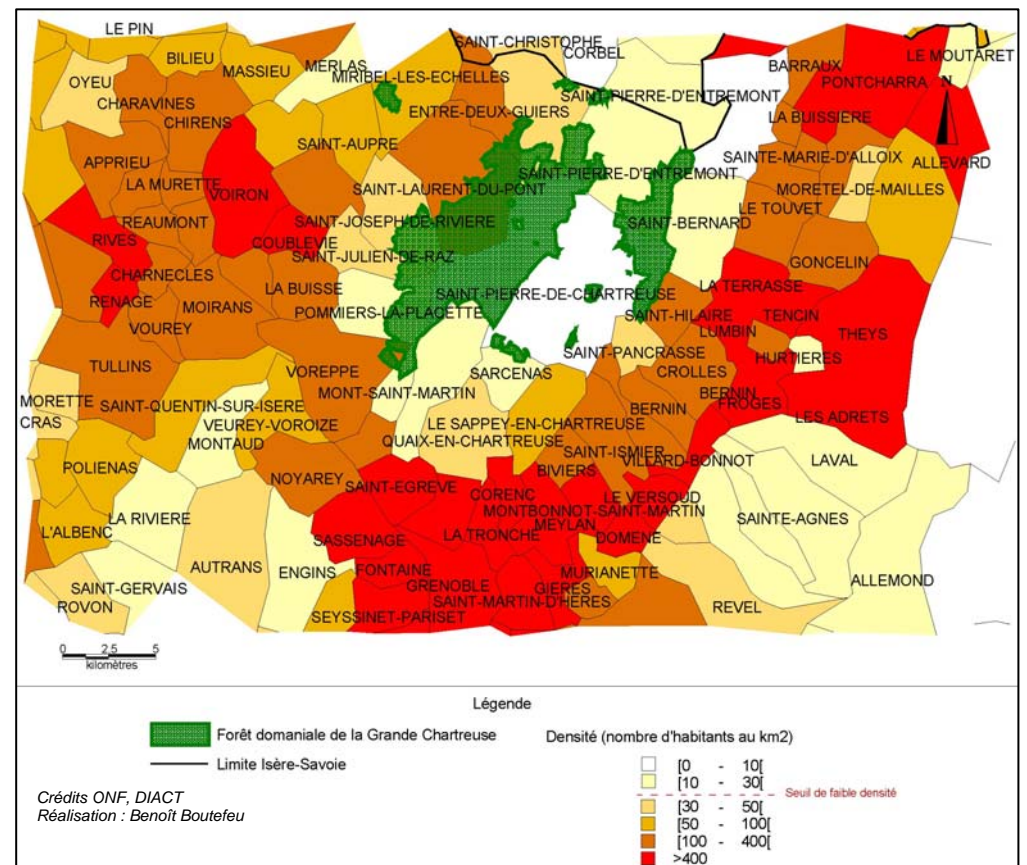 LE PIN
SAINT-CHRISTOPHE
CORBEL
LE MOUTARET
BILIEU
MERLAS
BARRAUX
OYEU
MASSIEU
MIRIBEL-LES-ECHELLES
PONTCHARRA
N
CHARAVINES
SAINT-PIERRE-D'ENTREMONT
ENTRE-DEUX-GUIERS
LA BUISSIERE
CHIRENS
SAINT-AUPRE
APPRIEU
SAINTE-MARIE-D'ALLOIX
ALLEVARD
SAINT-PIERRE-D'ENTREMONT
LA MURETTE
VOIRON
SAINT-LAURENT-DU-PONT
MORETEL-DE-MAILLES
LE TOUVET
REAUMONT
SAINT-JOSEPH-DE-RIVIERE
SAINT-BERNARD
RIVES
COUBLEVIE
SAINT-JULIEN-DE-RAZ
GONCELIN
CHARNECLES
LA BUISSE
LA TERRASSE
RENAGE
MOIRANS
SAINT-PIERRE-DE-CHARTREUSE
POMMIERS-LA-PLACETTE
SAINT-HILAIRE
TENCIN
VOUREY
LUMBIN
THEYS
HURTIERES
SAINT-PANCRASSE
TULLINS
VOREPPE
SARCENAS
CROLLES
MONT-SAINT-MARTIN
BERNIN
MORETTE
SAINT-QUENTIN-SUR-ISERE
BERNIN
FROGES
CRAS
VEUREY-VOROIZE
LE SAPPEY-EN-CHARTREUSE
LES ADRETS
MONTAUD
QUAIX-EN-CHARTREUSE
SAINT-ISMIER
POLIENAS
VILLARD-BONNOT
LAVAL
NOYAREY
BIVIERS
SAINT-EGREVE
CORENC
LE VERSOUD
MONTBONNOT-SAINT-MARTIN
LA RIVIERE
L'ALBENC
MEYLAN
SAINTE-AGNES
LA TRONCHE
DOMENE
SASSENAGE
AUTRANS
ENGINS
FONTAINE
MURIANETTE
ALLEMOND
SAINT-GERVAIS
GRENOBLE
GIERES
ROVON
SAINT-MARTIN-D'HERES
REVEL
SEYSSINET-PARISET
0 2,5 5
kilomètres
Légende
Forêt domaniale de la Grande Chartreuse
Limite Isère-Savoie
Densité (nombre d'habitants au km2)
[0 - 10[
[10 - 30[
Seuil de faible densité
[30 - 50[
[50 - 100[
[100 - 400[
>400
Crédits ONF, DIACT
Réalisation : Benoît Boutefeu